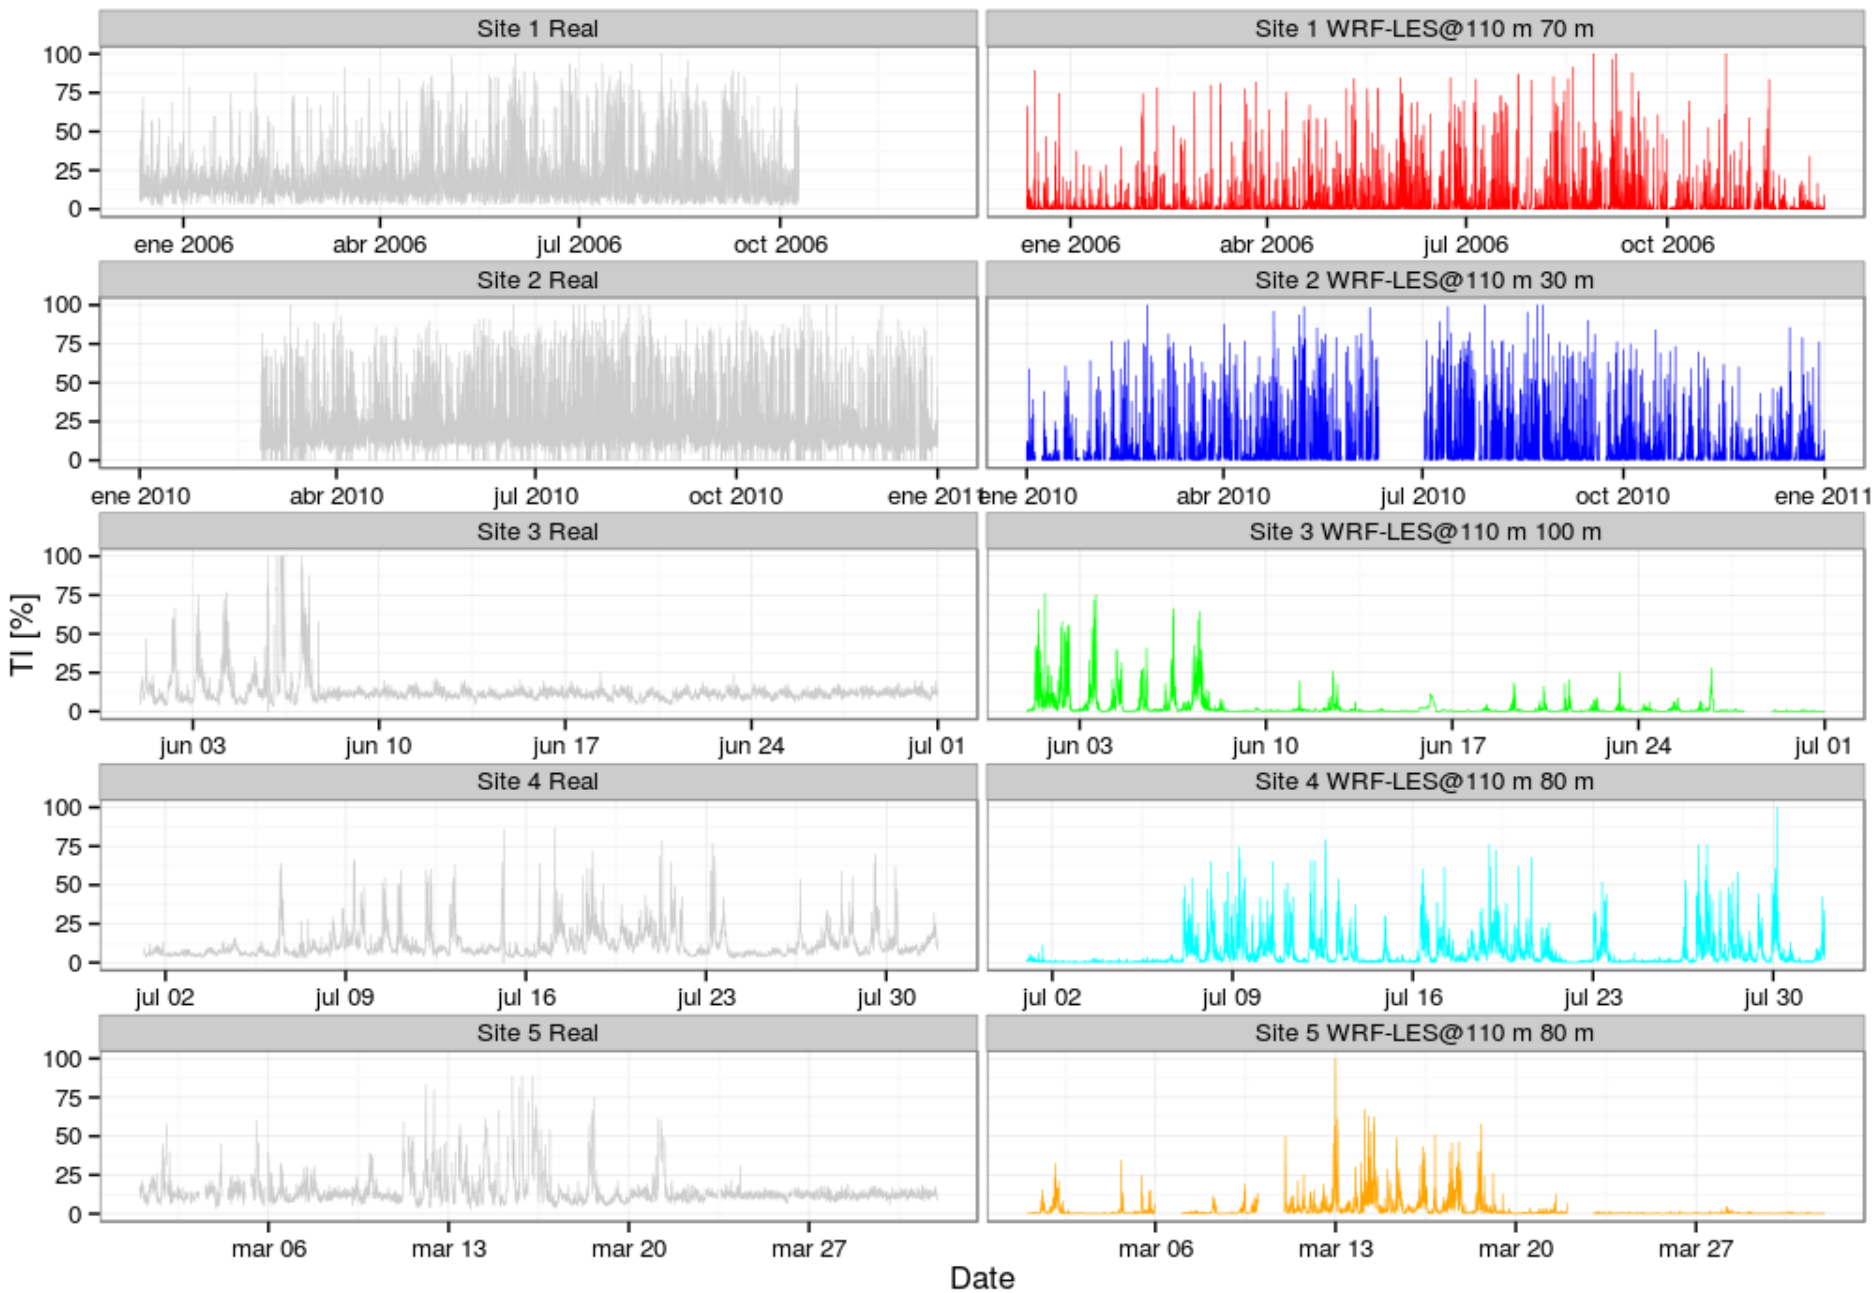 Site 1 Real Site 1 WRF-LES@110 m 70 m
100
75
50
25
0
ene 2006 abr 2006 jul 2006 oct 2006 ene 2006 abr 2006 jul 2006 oct 2006
Site 2 Real Site 2 WRF-LES@110 m 30 m
100
75
50
25
0
ene 2010 abr 2010 jul 2010 oct 2010 ene 2011 ene 2010 abr 2010 jul 2010 oct 2010 ene 2011
Site 3 Real Site 3 WRF-LES@110 m 100 m
100
75
50
25
0
TI [%]
jun 03 jun 10 jun 17 jun 24 jul 01 jun 03 jun 10 jun 17 jun 24 jul 01
Site 4 Real Site 4 WRF-LES@110 m 80 m
100
75
50
25
0
jul 02 jul 09 jul 16 jul 23 jul 30 jul 02 jul 09 jul 16 jul 23 jul 30
Site 5 Real Site 5 WRF-LES@110 m 80 m
100
75
50
25
0
mar 06 mar 13 mar 20 mar 27 mar 06 mar 13 mar 20 mar 27
Date